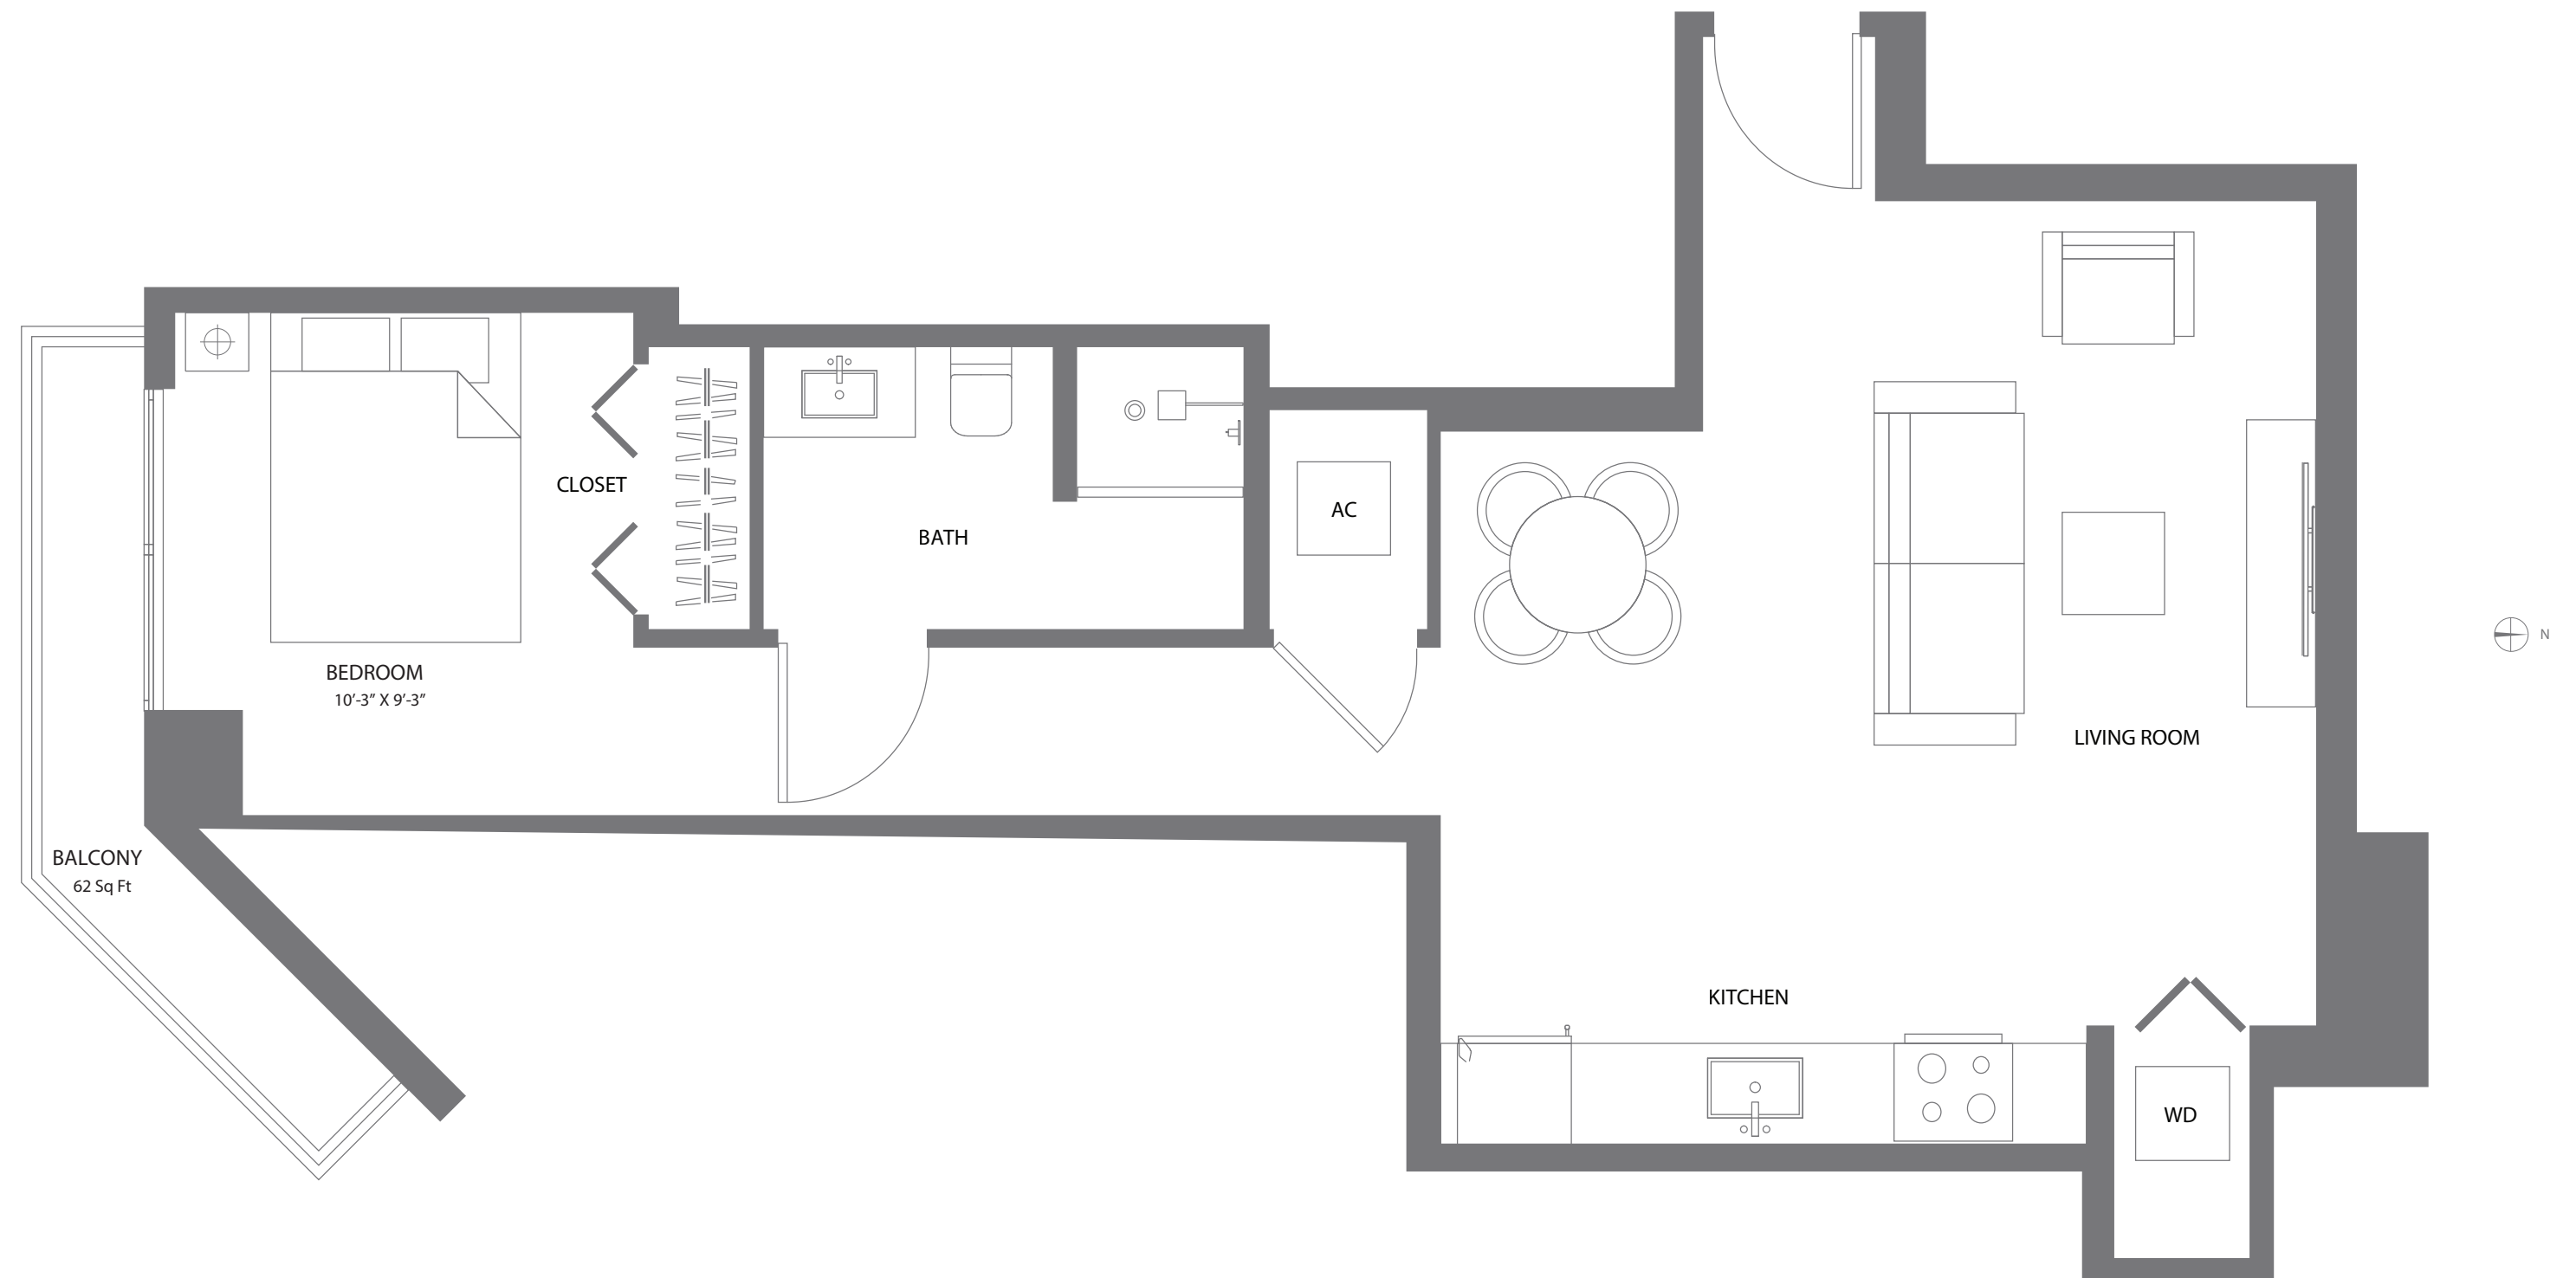 CLOSET
AC
BATH
N
BEDROOM
10’-3” X 9’-3”
LIVING ROOM
BALCONY
62 Sq Ft
KITCHEN
WD